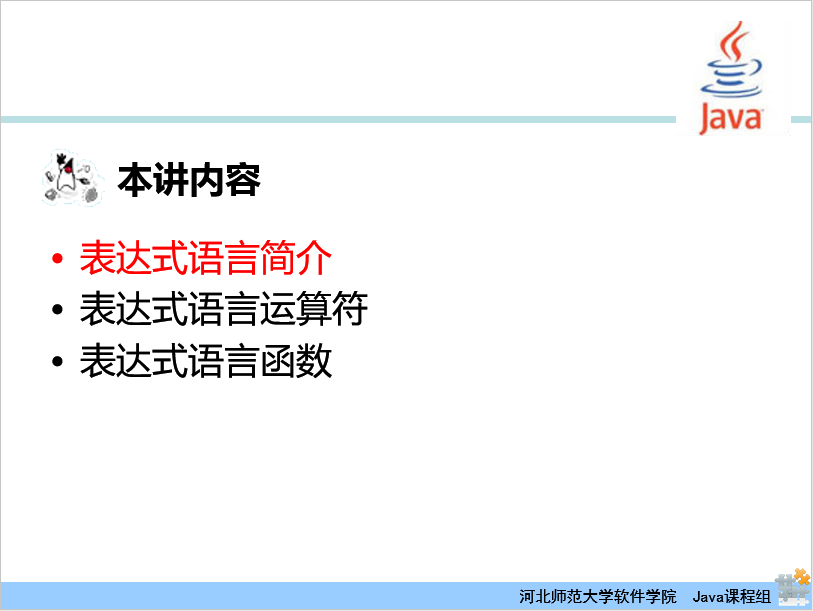 Java
本讲内容
• 表达式语言简介
• 表达式语言运算符
• 表达式语言函数
河北师范大学软件学院 Java课程组